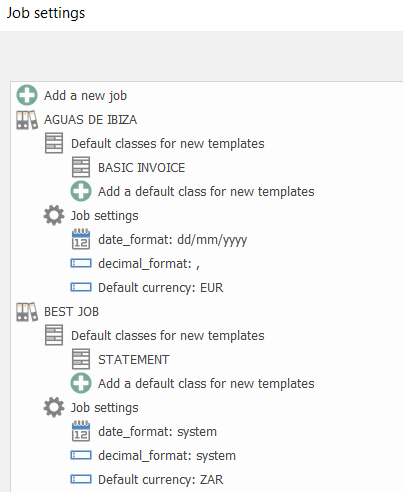 Job settings
Add a new job
AGUAS DE IBIZA
Default classes for new templates
BASIC INVOICE
Add a default class for new templates
Job settings
12 date_format: dd/mm/yyyy
decimal_format: ,
Default currency: EUR
BEST JOB
Default classes for new templates
STATEMENT
Add a default class for new templates
Job settings
12 date_format: system
decimal_format: system
Default currency: ZAR